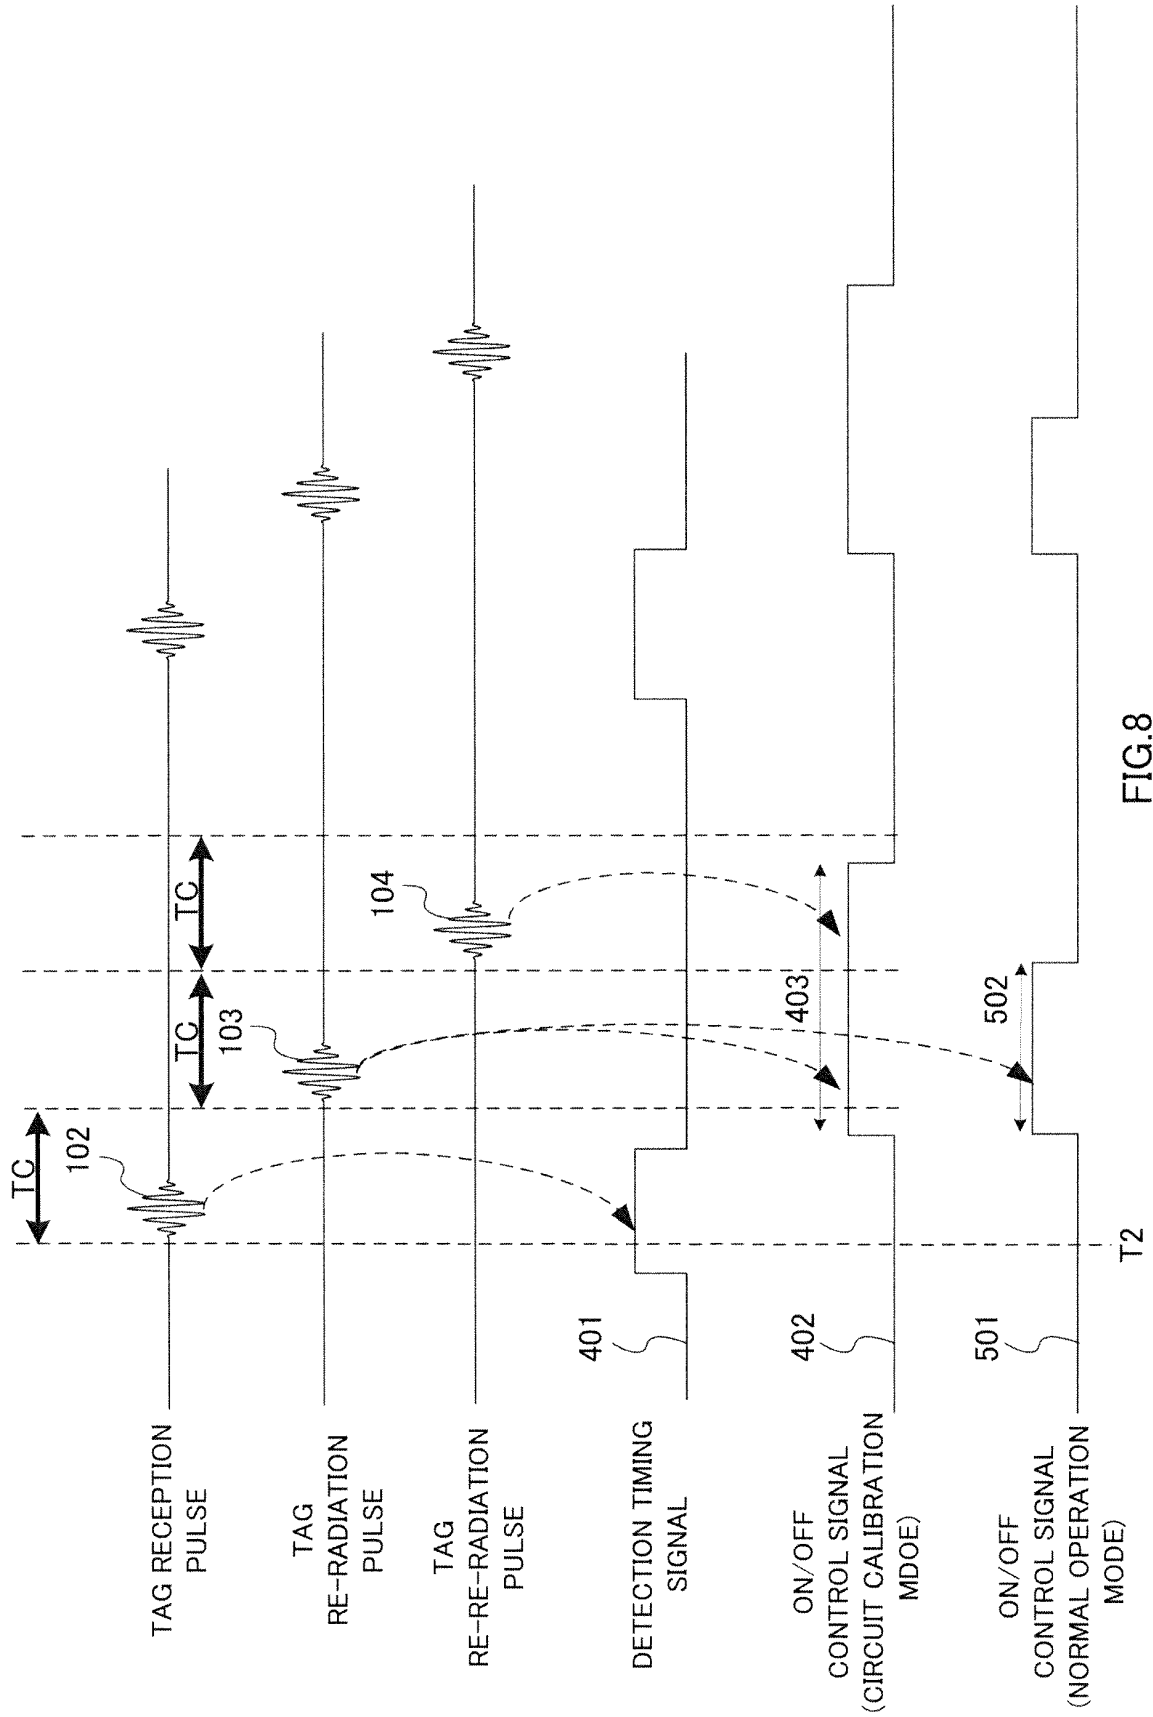 TC
102
TC
103
TC
104
TAG RECEPTION
PULSE
TAG
RE-RADIATION
PULSE
TAG
RE-RE-RADIATION
PULSE
DETECTION TIMING
SIGNAL
401
ON/OFF
CONTROL SIGNAL
(CIRCUIT CALIBRATION
MDOE)
402
403
ON/OFF
CONTROL SIGNAL
(NORMAL OPERATION
MODE)
501
502
T2
FIG.8